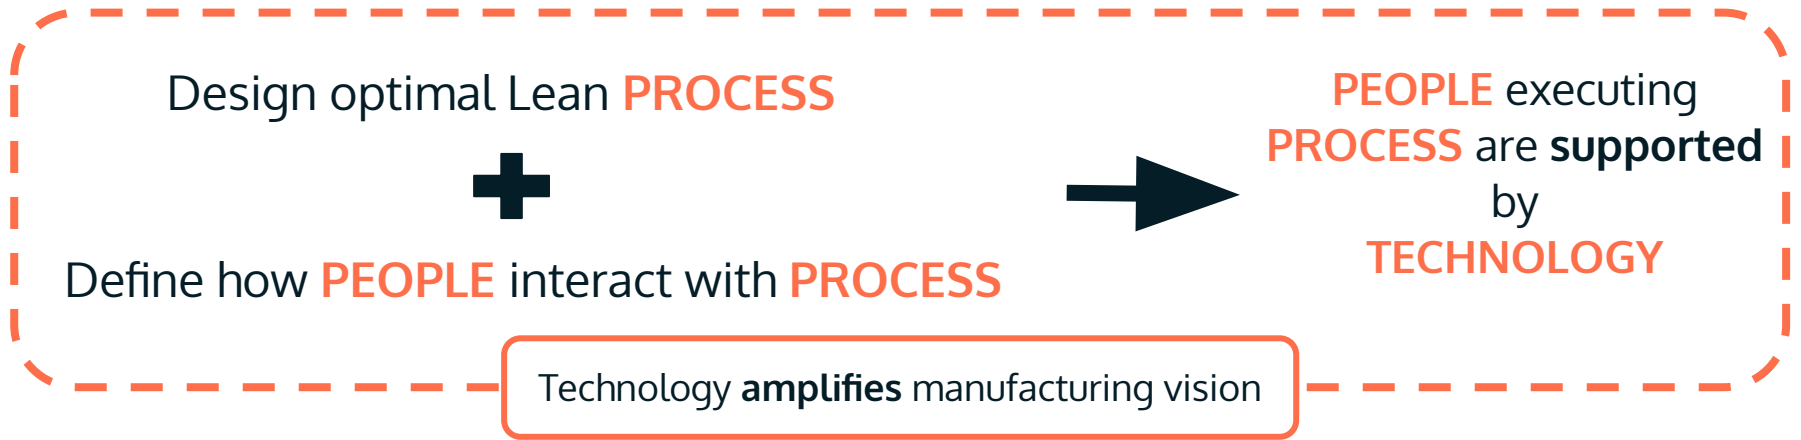 Design optimal Lean PROCESS
Define how PEOPLE interact with PROCESS
PEOPLE executing
PROCESS are supported
by
TECHNOLOGY
Technology amplifies manufacturing vision